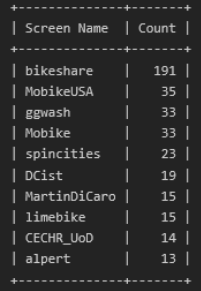 Screen Name | Count
bikeshare | 191
MobikeUSA | 35
ggwash | 33
Mobike | 33
spincities | 23
DCist | 19
MartinDiCaro | 15
limebike | 15
CECHR_UoD | 14
alpert | 13